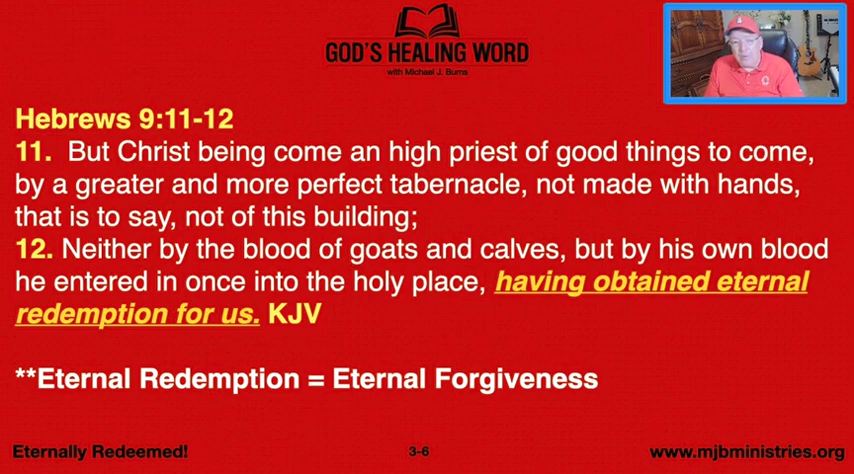 GOD'S HEALING WORD
with Michael J. Burns
Hebrews 9:11-12
11. But Christ being come an high priest of good things to come,
by a greater and more perfect tabernacle, not made with hands,
that is to say, not of this building;
12. Neither by the blood of goats and calves, but by his own blood
he entered in once into the holy place, having obtained eternal
redemption for us. KJV
**Eternal Redemption = Eternal Forgiveness
Eternally Redeemed!
3-6
www.mjbministries.org